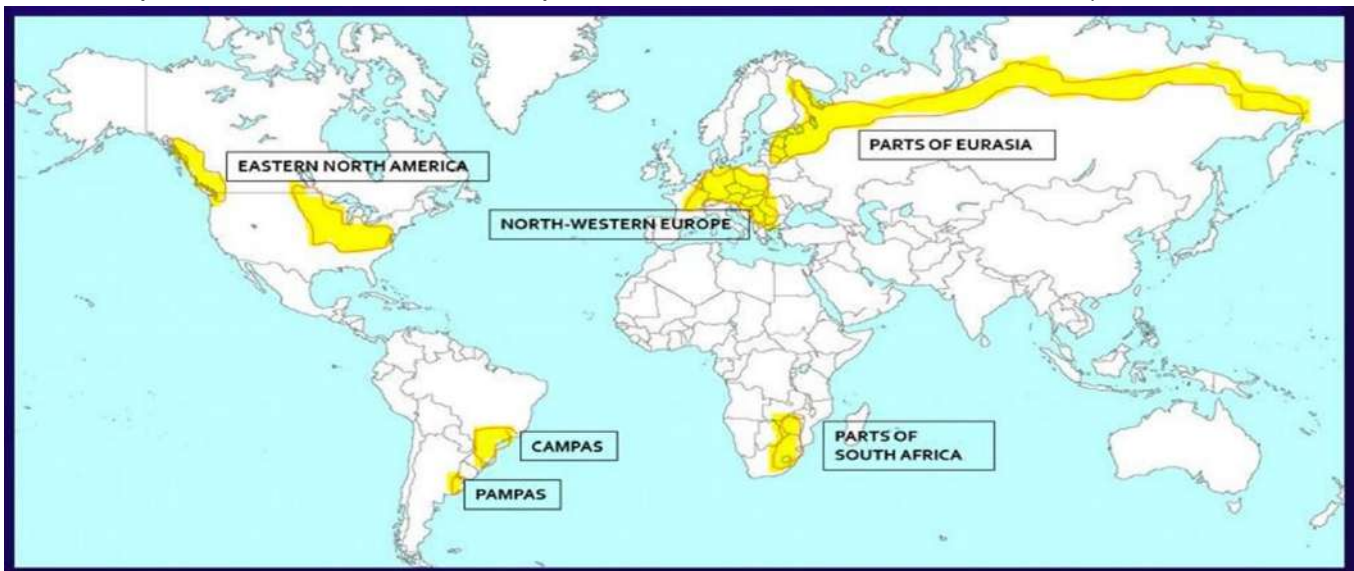 EASTERN NORTH AMERICA
PARTS OF EURASIA
NORTH-WESTERN EUROPE
CAMPAS
PARTS OF
SOUTH AFRICA
PAMPAS